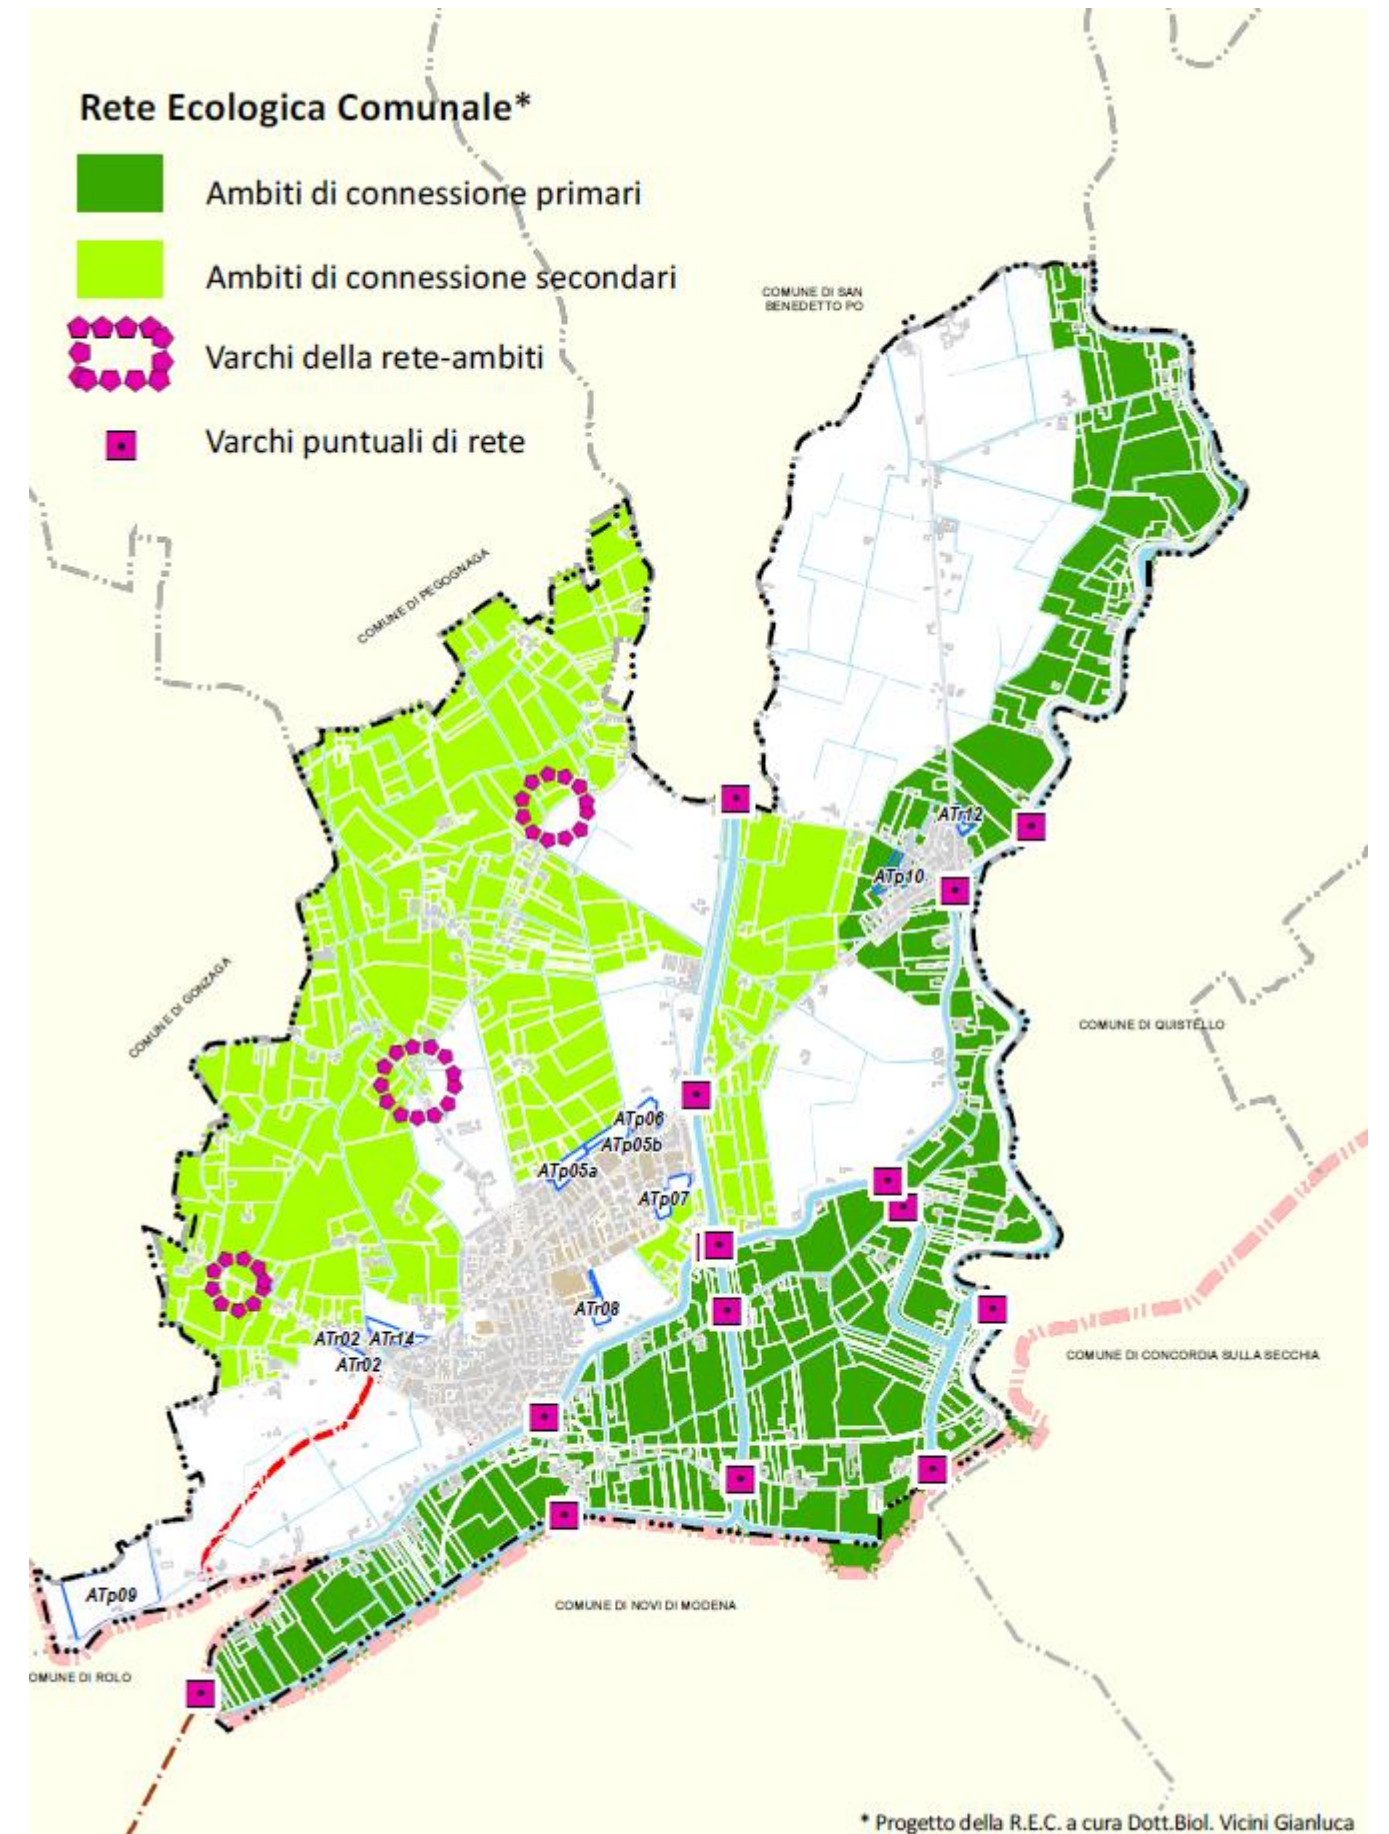 Rete Ecologica Comunale*
Ambiti di connessione primari
Ambiti di connessione secondari
Varchi della rete-ambiti
Varchi puntuali di rete
COMUNE DI SAN
BENEDETTO PO
COMUNE DI PEGOGNAGA
ATr12
ATp10
COMUNE DI GONZAGA
COMUNE DI QUISTELLO
ATp06
ATp05b
ATp05a
ATp07
ATr08
ATr02
ATr14
ATr02
COMUNE DI CONCORDIA SULLA SECCHIA
ATp09
COMUNE DI NOVI DI MODENA
OMUNE DI ROLO
* Progetto della R.E.C. a cura Dott.Biol. Vicini Gianluca